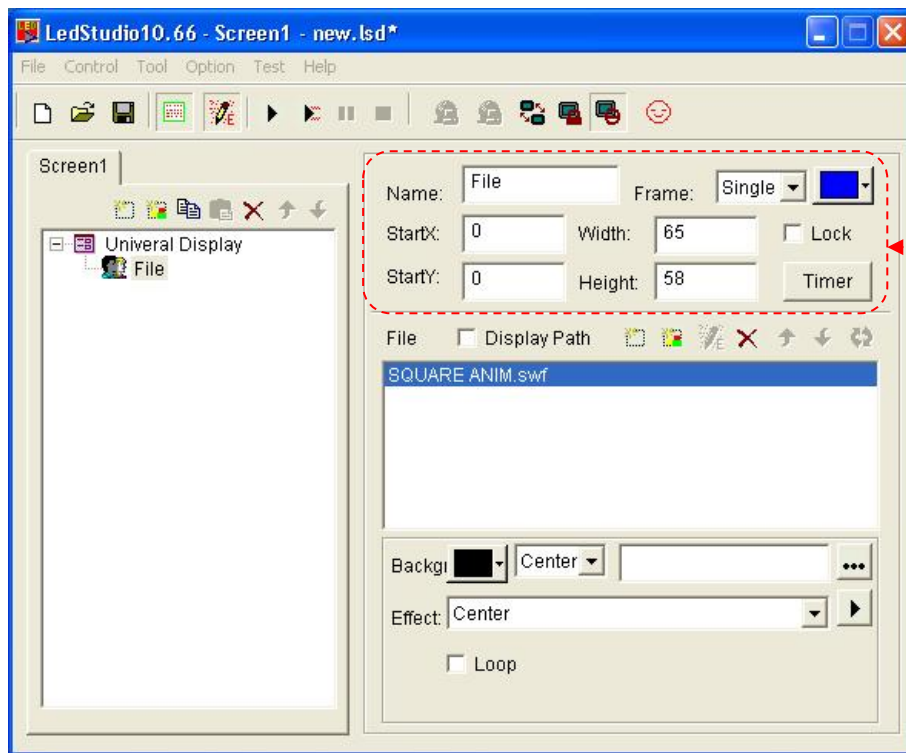 LedStudio10.66 - Screen1 - new.lsd*
File Control Tool Option Test Help
Screen1
Univeral Display
File
Name: File Frame: Single
StartX: 0 Width: 65 Lock
StartY: 0 Height: 58 Timer
File Display Path
SQUARE ANIM.swf
Backgr Center ...
Effect: Center
Loop